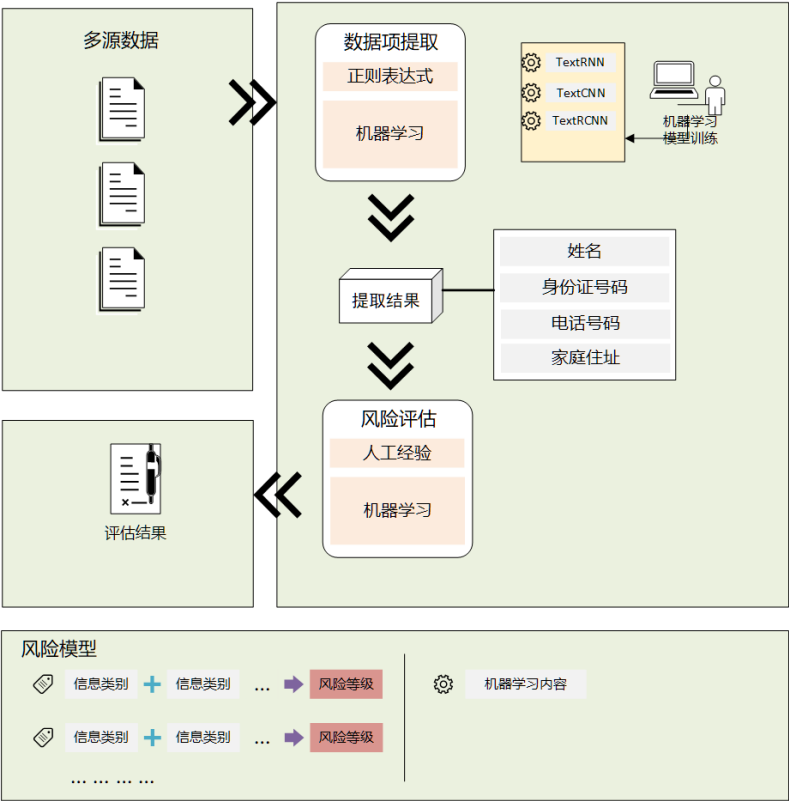 多源数据
数据项提取
正则表达式
机器学习
TextRNN
TextCNN
TextRCNN
机器学习
模型训练
提取结果
姓名
身份证号码
电话号码
家庭住址
风险评估
人工经验
机器学习
评估结果
风险模型
信息类别 + 信息类别 ... 风险等级
信息类别 + 信息类别 ... 风险等级
... ... ... ...
机器学习内容